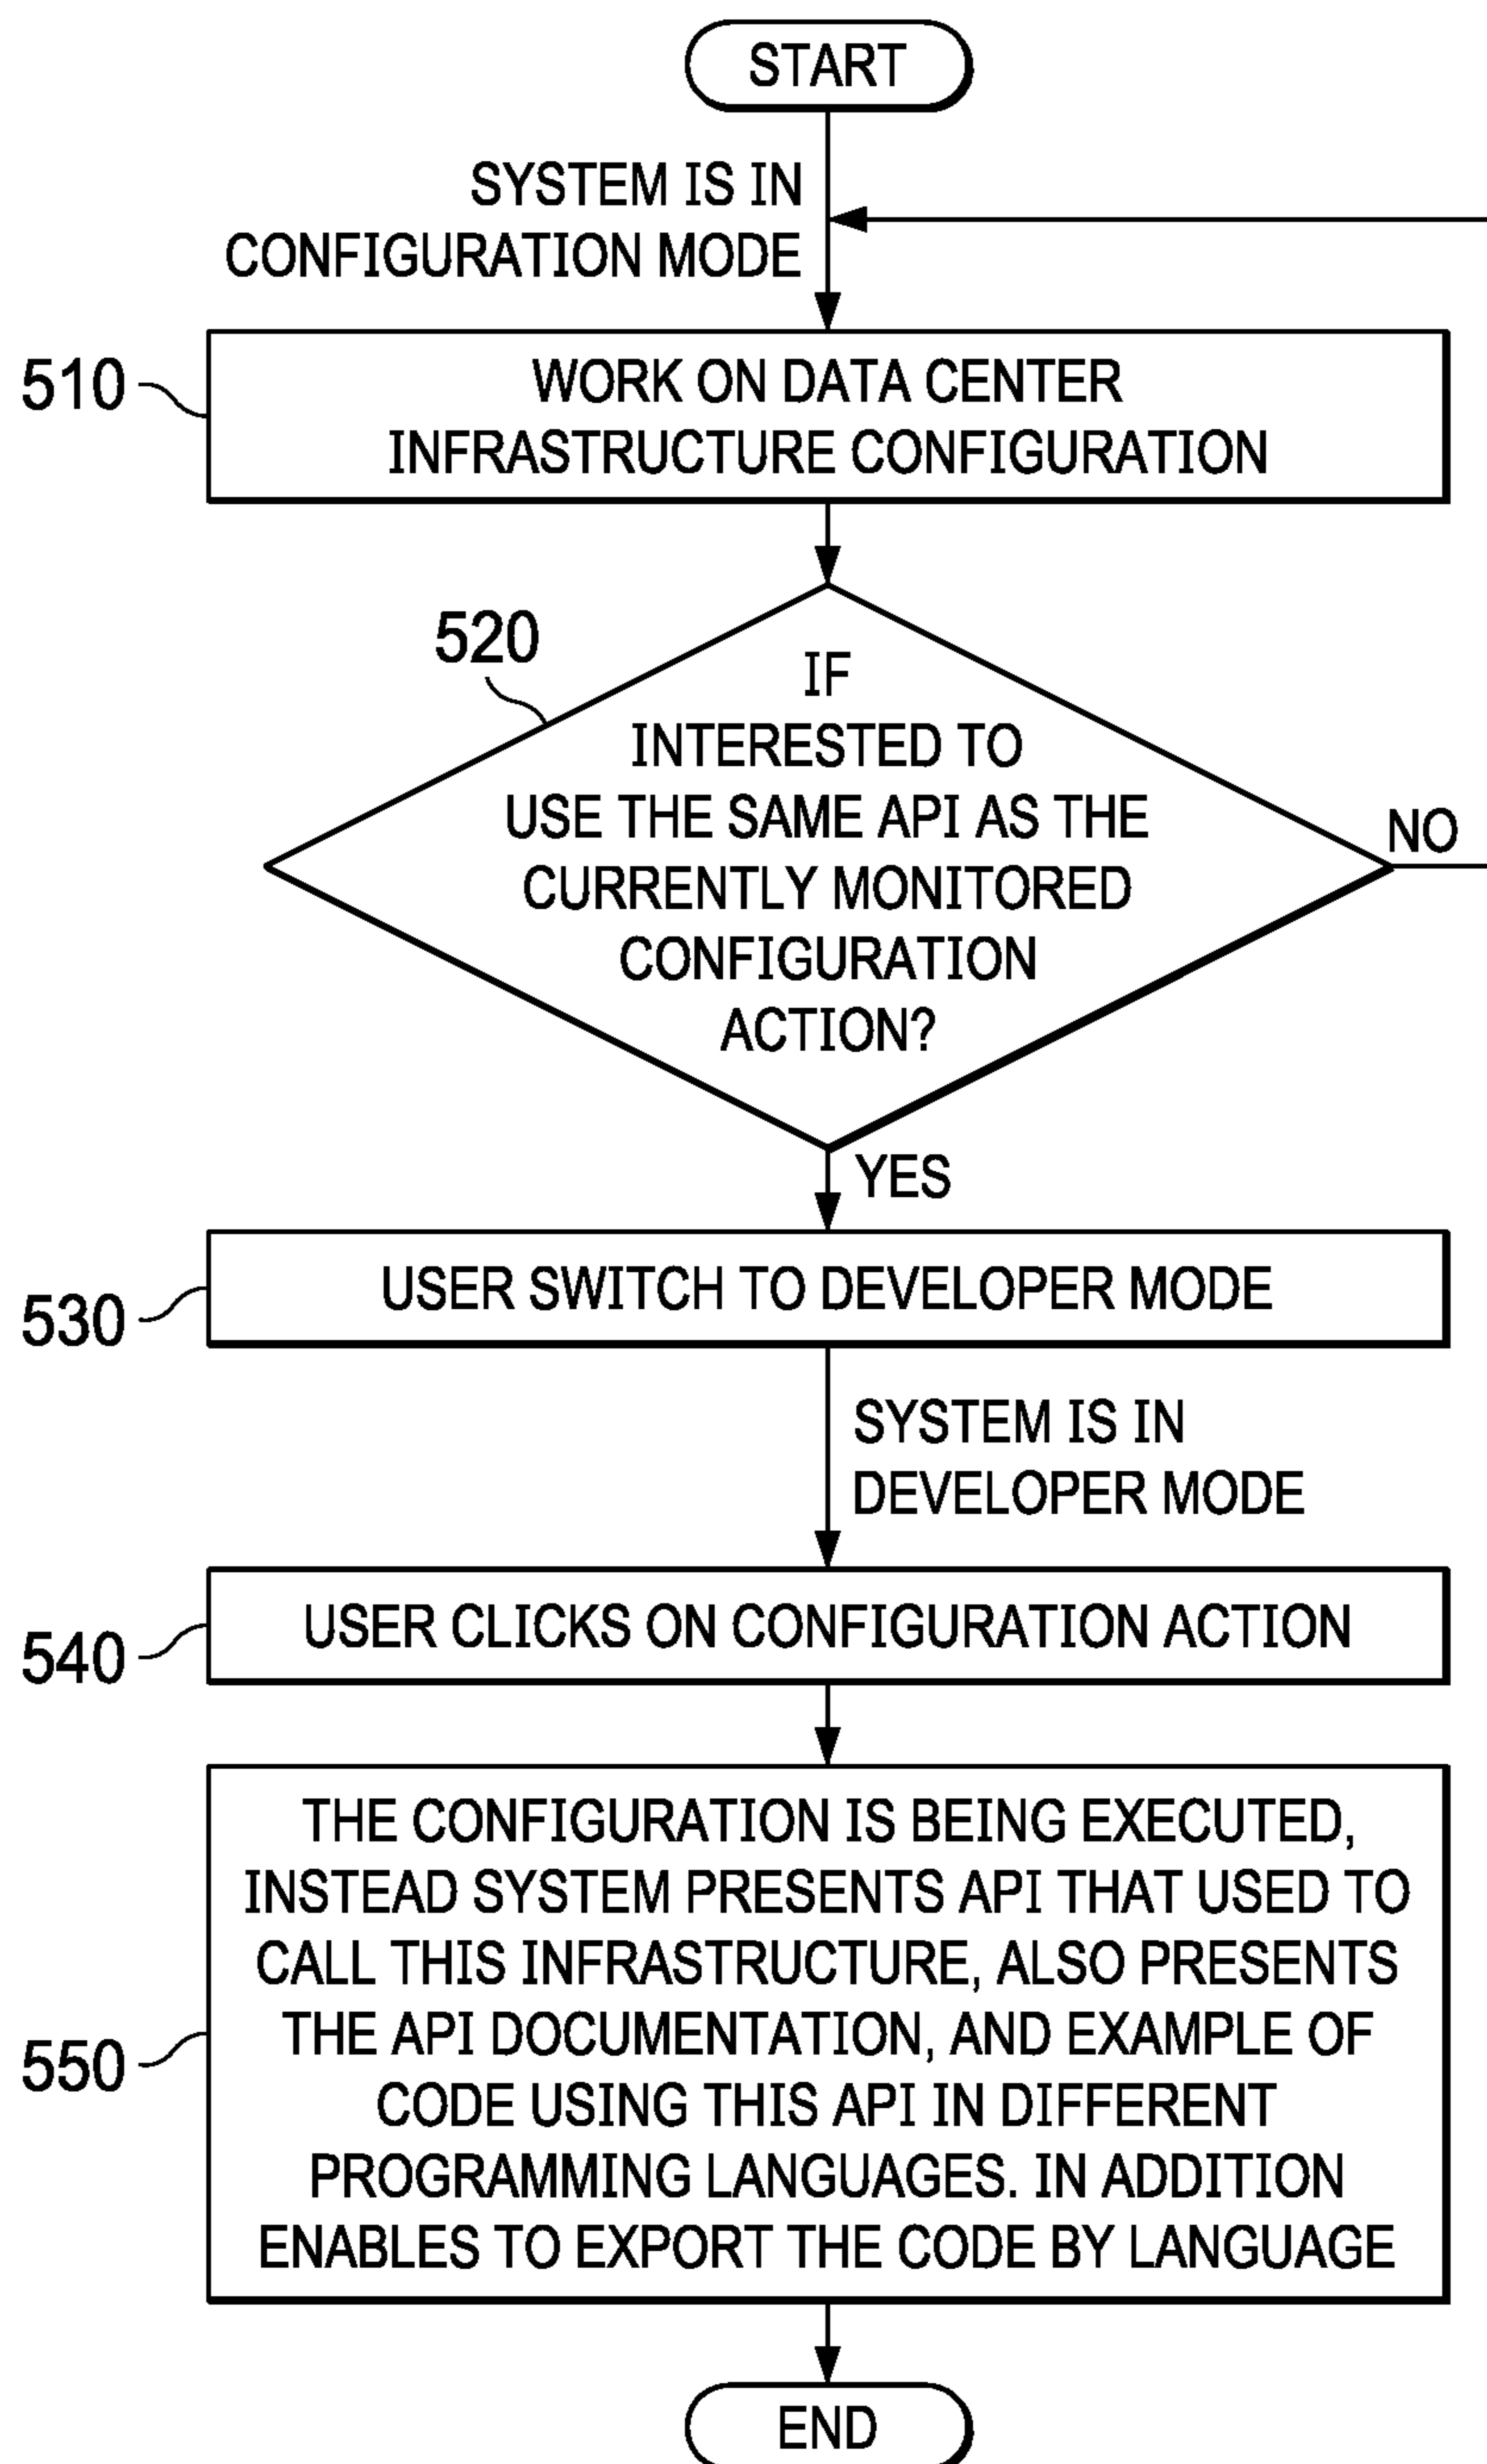 START
SYSTEM IS IN
CONFIGURATION MODE
510
WORK ON DATA CENTER
INFRASTRUCTURE CONFIGURATION
520
IF
INTERESTED TO
USE THE SAME API AS THE
CURRENTLY MONITORED
CONFIGURATION
ACTION?
NO
YES
530
USER SWITCH TO DEVELOPER MODE
SYSTEM IS IN
DEVELOPER MODE
540
USER CLICKS ON CONFIGURATION ACTION
550
THE CONFIGURATION IS BEING EXECUTED,
INSTEAD SYSTEM PRESENTS API THAT USED TO
CALL THIS INFRASTRUCTURE, ALSO PRESENTS
THE API DOCUMENTATION, AND EXAMPLE OF
CODE USING THIS API IN DIFFERENT
PROGRAMMING LANGUAGES. IN ADDITION
ENABLES TO EXPORT THE CODE BY LANGUAGE
END